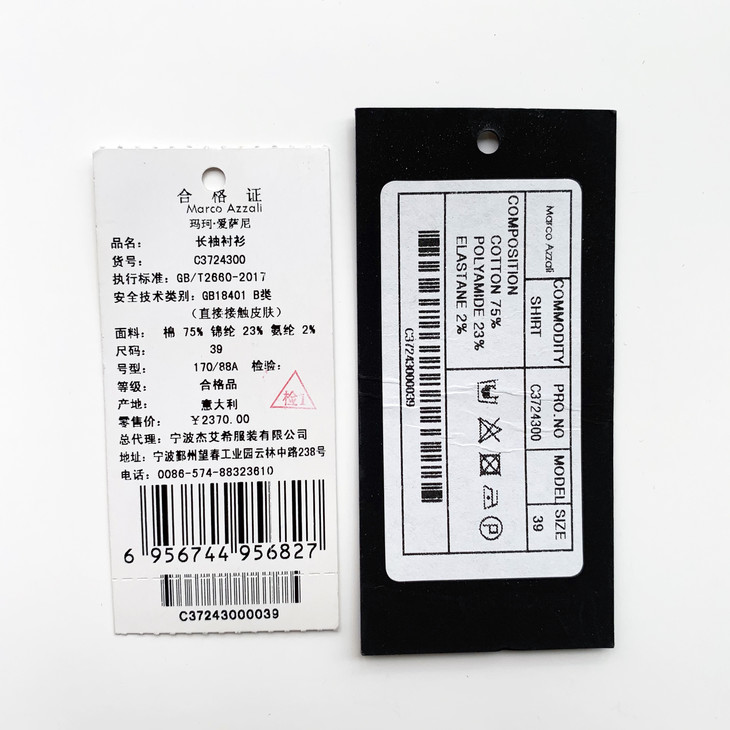 合格证
Marco Azzali
玛珂·爱萨尼
品名: 长袖衬衫
货号: C3724300
执行标准: GB/T2660-2017
安全技术类别: GB18401 B类
(直接接触皮肤)
面料: 棉 75% 锦纶 23% 氨纶 2%
尺码: 39
号型: 170/88A 检验:
等级: 合格品
检1
产地: 意大利
零售价: ￥2370.00
总代理: 宁波杰艾希服装有限公司
地址: 宁波鄞州望春工业园云林中路238号
电话: 0086-574-88323610
6 956744 956827
C37243000039
Marco Azzali
COMMODITY PRO.NO MODEL SIZE
SHIRT C3724300 39
COMPOSITION
COTTON 75%
POLYAMIDE 23%
ELASTANE 2%
P
C37243000039